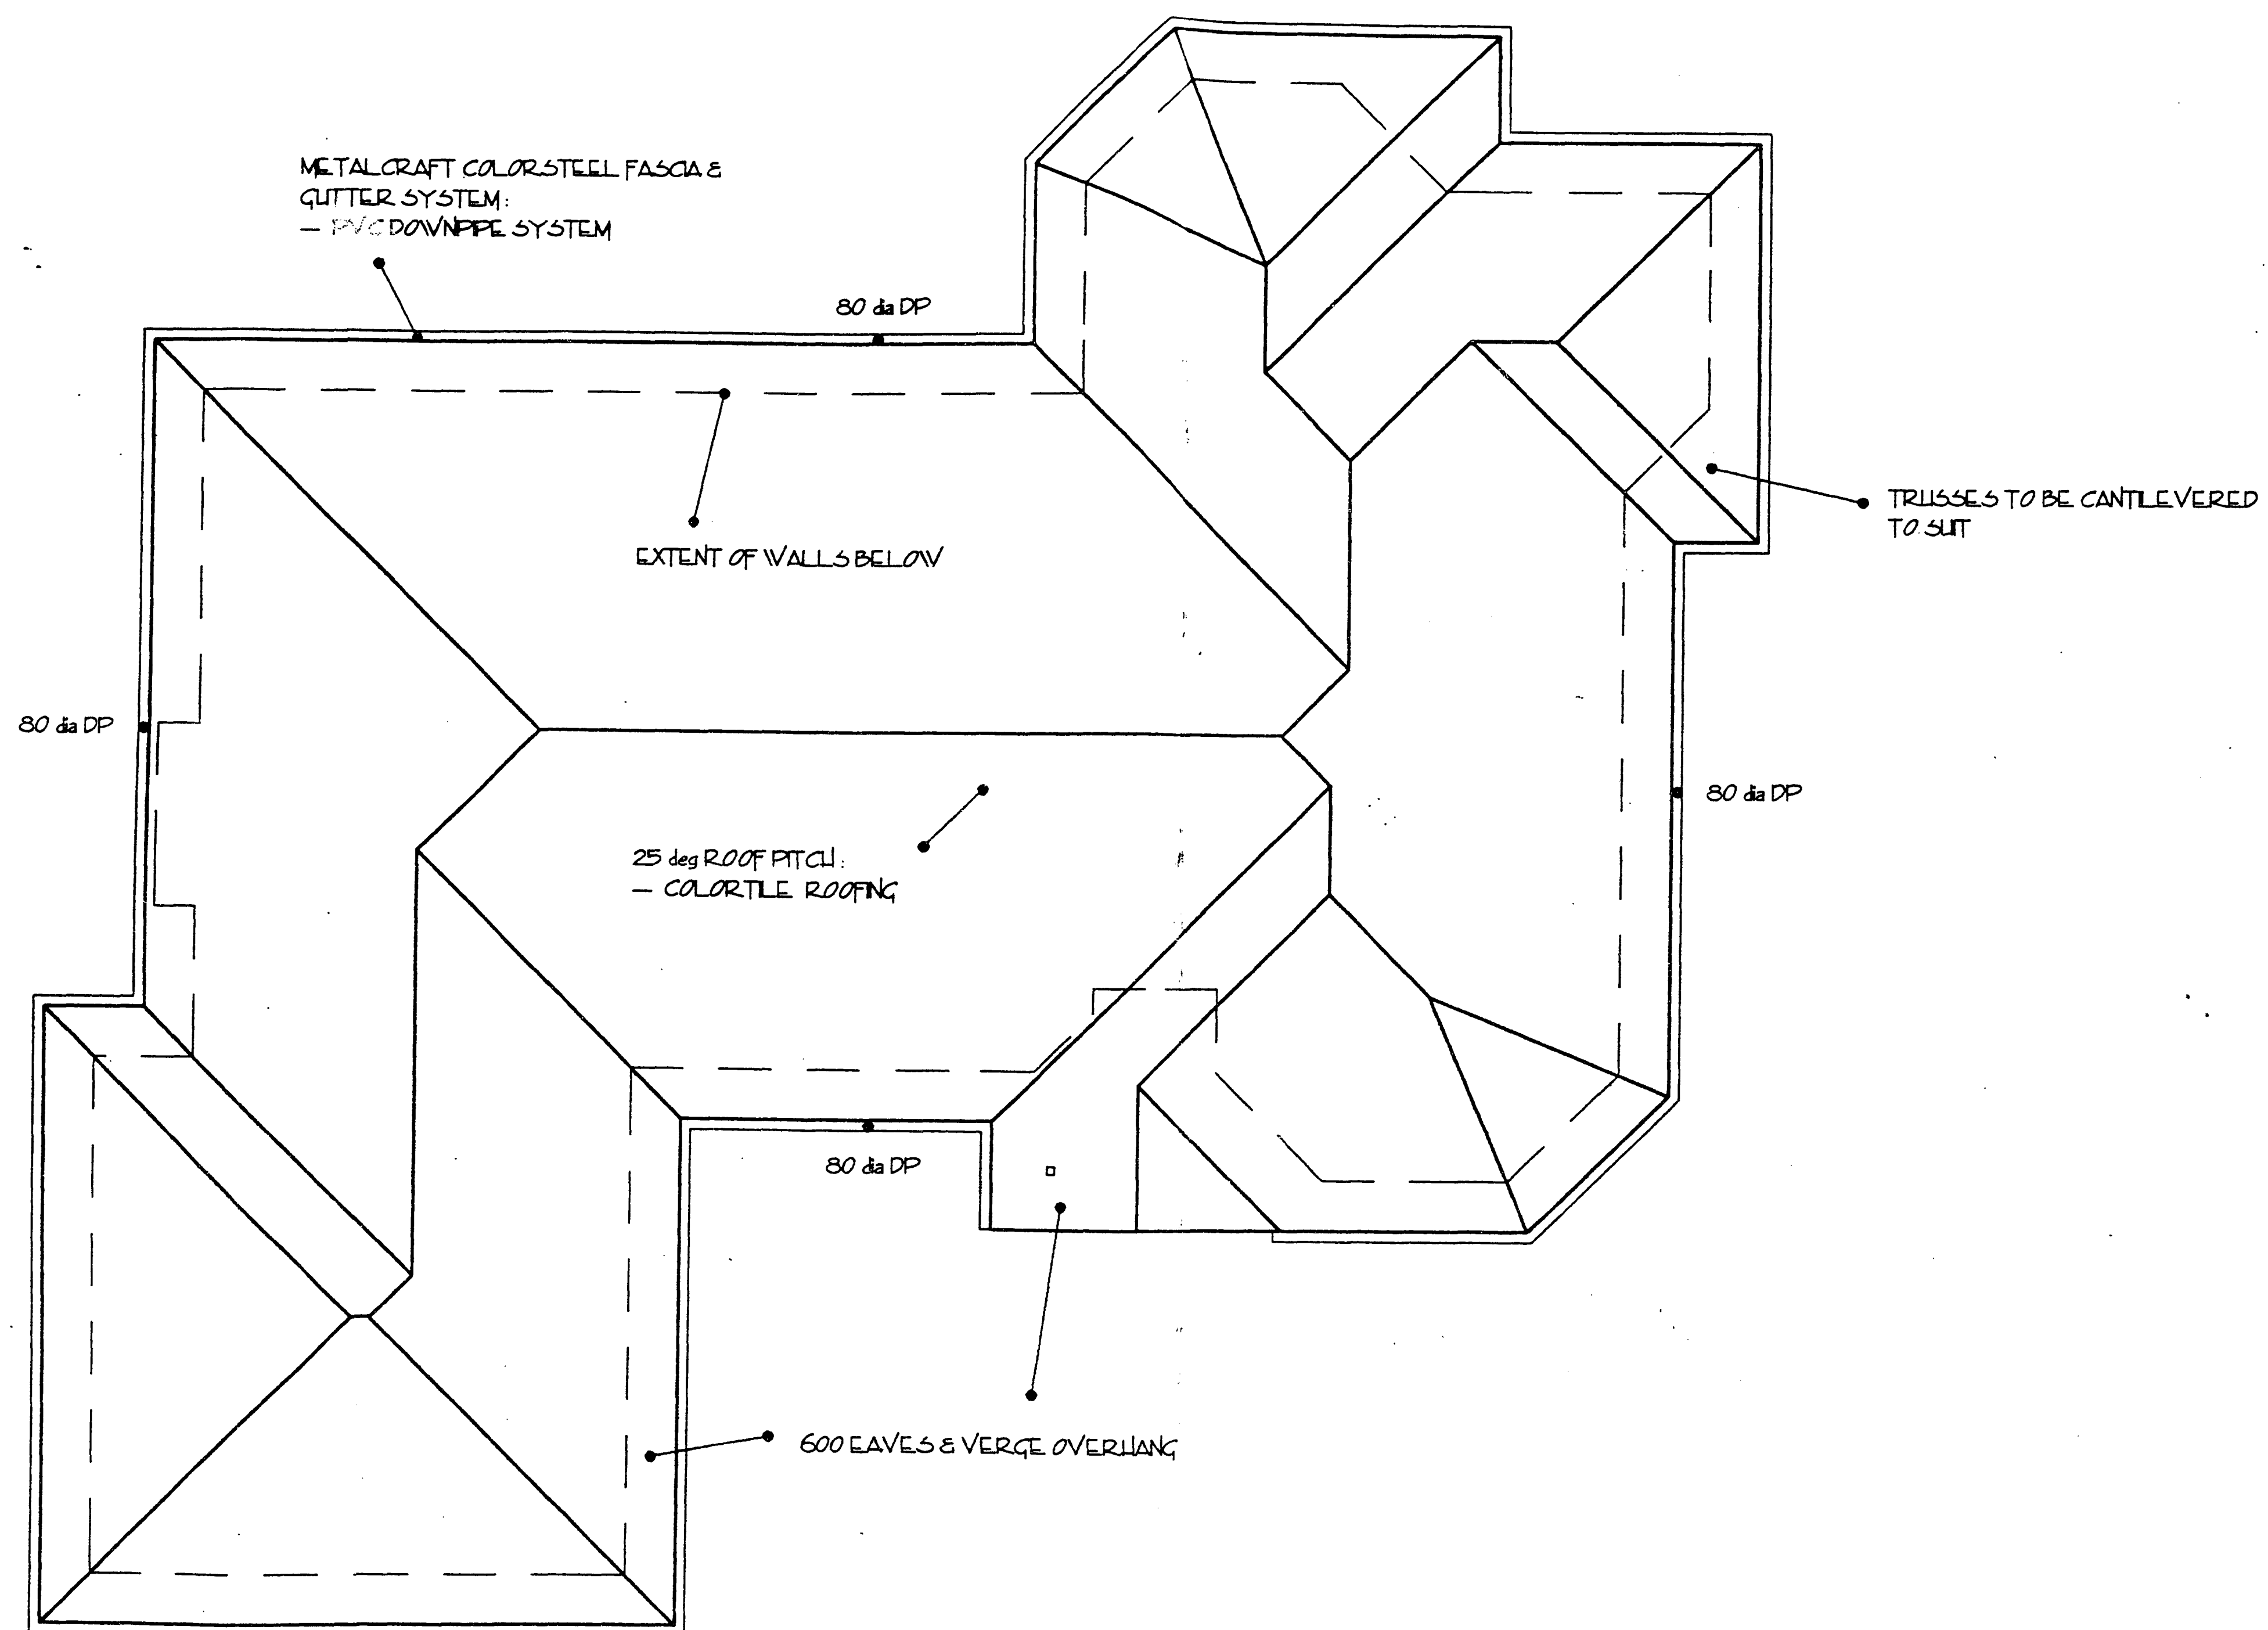 METALCRAFT COLORSTEEL FASCIA &
GUTTER SYSTEM:
— PVC DOWNPIPE SYSTEM
80 dia DP
TRUSSES TO BE CANTILEVERED
TO SUIT
EXTENT OF WALLS BELOW
80 dia DP
80 dia DP
25 deg ROOF PITCH:
— COLORTILE ROOFING
80 dia DP
600 EAVES & VERGE OVERHANG